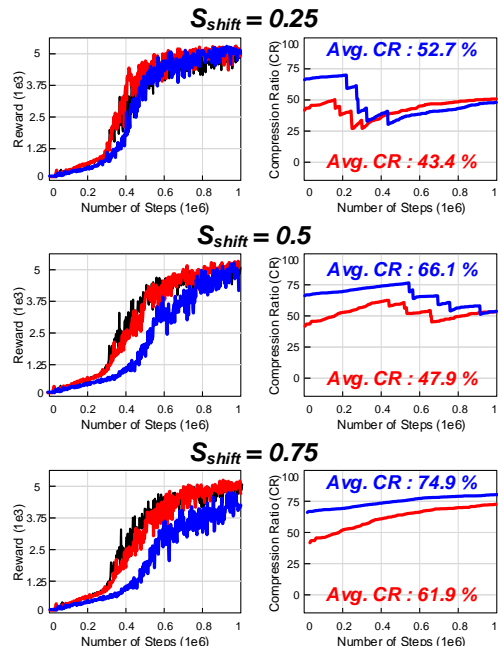 S_shift = 0.25
Reward (1e3)
5
3.75
2.5
1.25
0
0 0.2 0.4 0.6 0.8 1
Number of Steps (1e6)
Compression Ratio (CR)
100
75
50
25
0
Avg. CR : 52.7 %
Avg. CR : 43.4 %
0 0.2 0.4 0.6 0.8 1
Number of Steps (1e6)
S_shift = 0.5
Reward (1e3)
5
3.75
2.5
1.25
0
0 0.2 0.4 0.6 0.8 1
Number of Steps (1e6)
Compression Ratio (CR)
100
75
50
25
0
Avg. CR : 66.1 %
Avg. CR : 47.9 %
0 0.2 0.4 0.6 0.8 1
Number of Steps (1e6)
S_shift = 0.75
Reward (1e3)
5
3.75
2.5
1.25
0
0 0.2 0.4 0.6 0.8 1
Number of Steps (1e6)
Compression Ratio (CR)
100
75
50
25
0
Avg. CR : 74.9 %
Avg. CR : 61.9 %
0 0.2 0.4 0.6 0.8 1
Number of Steps (1e6)